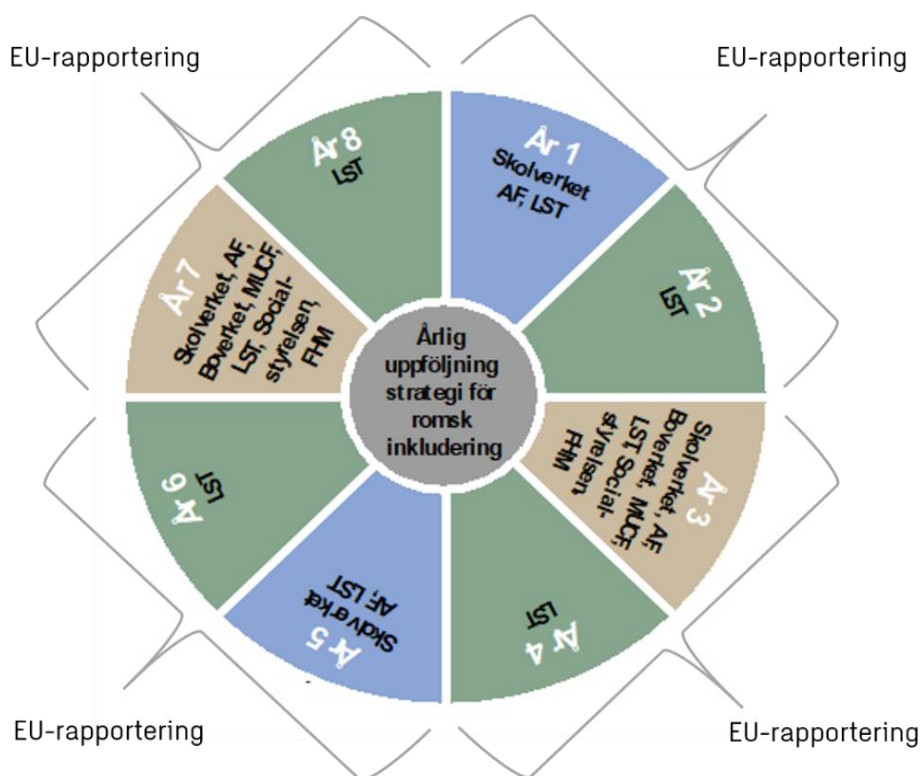 EU-rapportering
EU-rapportering
År 1
Skolverket
AF, LST
År 2
LST
År 3
Skolverket, AF,
Boverket, MUCF,
LST, Social-
styrelsen,
FHM
År 4
LST
År 5
Skolverket
AF, LST
År 6
LST
År 7
Skolverket, AF,
Boverket, MUCF,
LST, Social-
styrelsen,
FHM
År 8
LST
Årlig
uppföljning
strategi för
romsk
inkludering
EU-rapportering
EU-rapportering